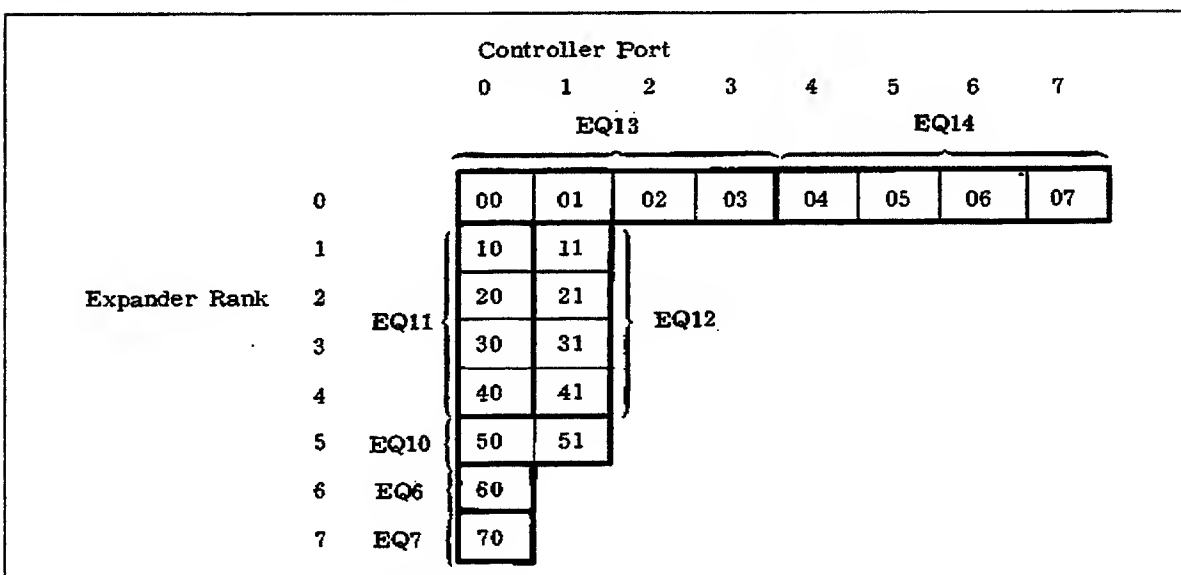 Controller Port
0 1 2 3 4 5 6 7
EQ13 EQ14
0 00 01 02 03 04 05 06 07
1 10 11
Expander Rank 2 20 21
EQ11 EQ12
3 30 31
4 40 41
5 EQ10 50 51
6 EQ6 60
7 EQ7 70